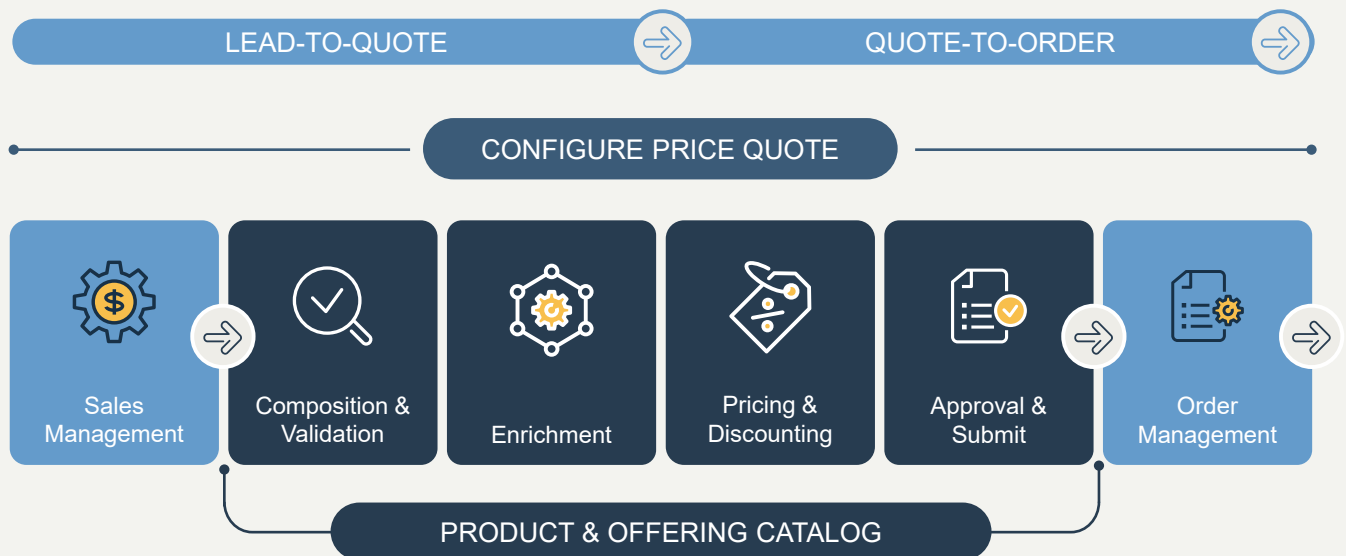 LEAD-TO-QUOTE
QUOTE-TO-ORDER
CONFIGURE PRICE QUOTE
$
Sales
Management
Composition &
Validation
Enrichment
Pricing &
Discounting
Approval &
Submit
Order
Management
PRODUCT & OFFERING CATALOG